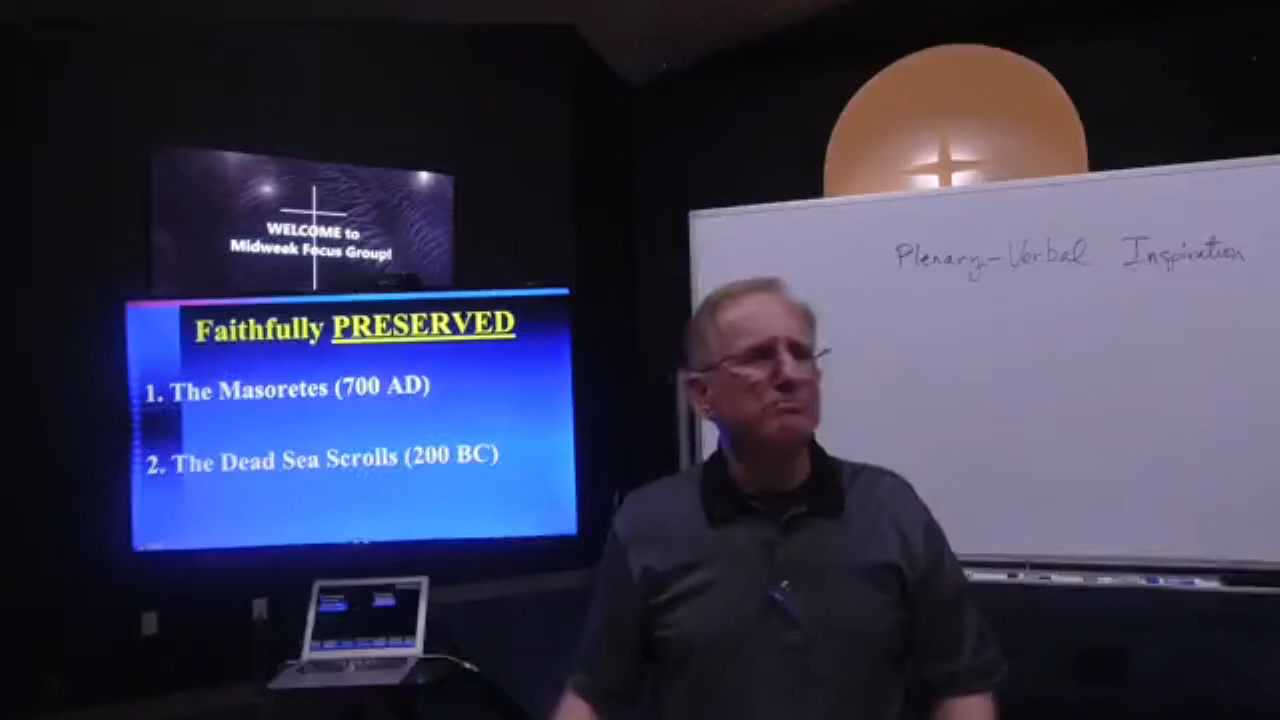 WELCOME to
Midweek Focus Group!
Faithfully PRESERVED
1. The Masoretes (700 AD)
2. The Dead Sea Scrolls (200 BC)
Plenary-Verbal Inspiration